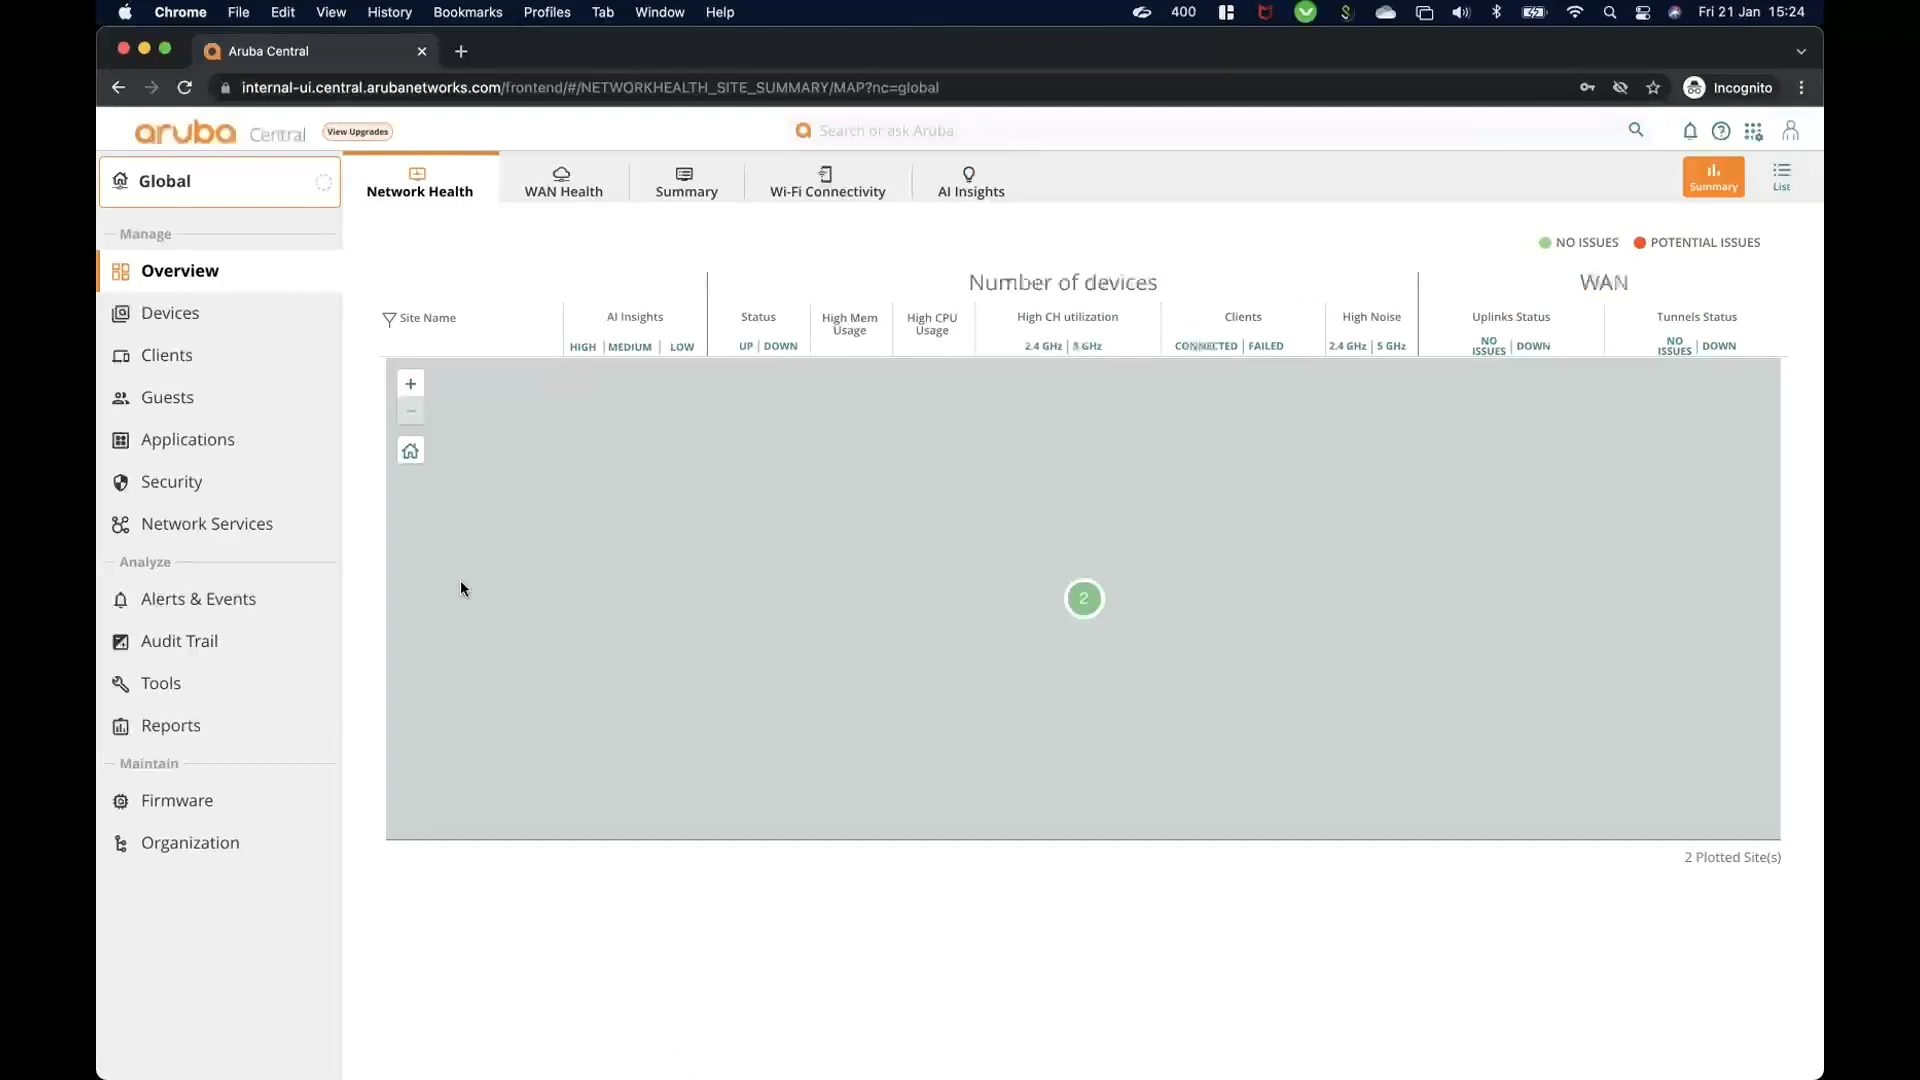 Chrome File Edit View History Bookmarks Profiles Tab Window Help 400 Fri 21 Jan 15:24
Aruba Central
internal-ui.central.arubanetworks.com/frontend/#/NETWORKHEALTH_SITE_SUMMARY/MAP?nc=global Incognito
aruba Central View Upgrades Search or ask Aruba
Global
Network Health WAN Health Summary Wi-Fi Connectivity AI Insights Summary List
Manage
Overview
Devices
Clients
Guests
Applications
Security
Network Services
Analyze
Alerts & Events
Audit Trail
Tools
Reports
Maintain
Firmware
Organization
NO ISSUES POTENTIAL ISSUES
Number of devices WAN
Site Name AI Insights Status High Mem Usage High CPU Usage High CH utilization Clients High Noise Uplinks Status Tunnels Status
HIGH MEDIUM LOW UP DOWN 2.4 GHz 5 GHz CONNECTED FAILED 2.4 GHz 5 GHz NO ISSUES DOWN NO ISSUES DOWN
+
−
2
2 Plotted Site(s)